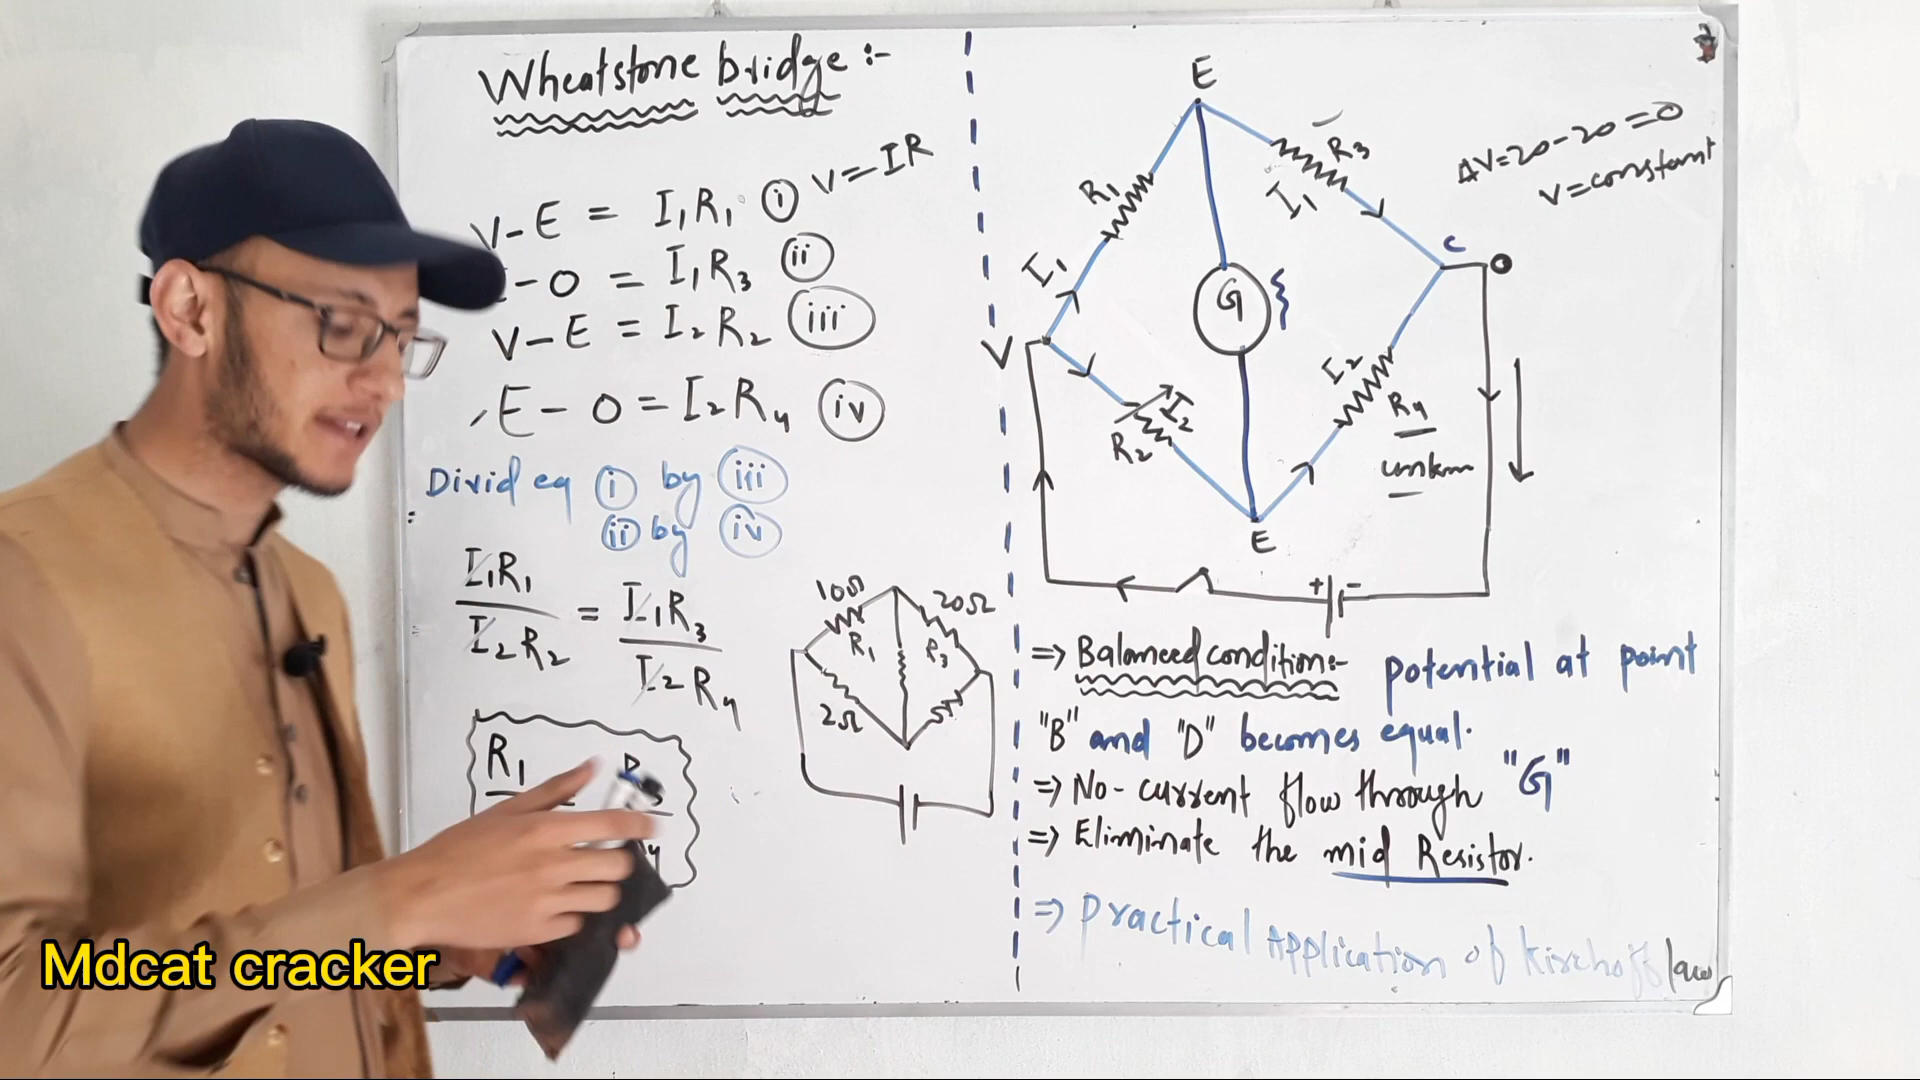 Wheatstone bridge :-
V=IR
V-E = I₁R₁ (i)
-0 = I₁R₃ (ii)
V-E = I₂R₂ (iii)
E-0 = I₂R₄ (iv)
Divid eq (i) by (iii)
(ii) by (iv)
I₁R₁ / I₂R₂ = I₁R₃ / I₂R₄
R₁
10Ω
20Ω
R₁
R₃
2Ω
E
R₁
R₃
I₁
I₁
ΔV=20-20=0
V=constant
C
0
G
V
I₂
I₂
R₂
R₄
E
+ -
⇒ Balanced condition:- potential at point
"B" and "D" becomes equal.
⇒ No-current flow through "G"
⇒ Eliminate the mid Resistor.
⇒ Practical Application of Kirchoff law
Mdcat cracker